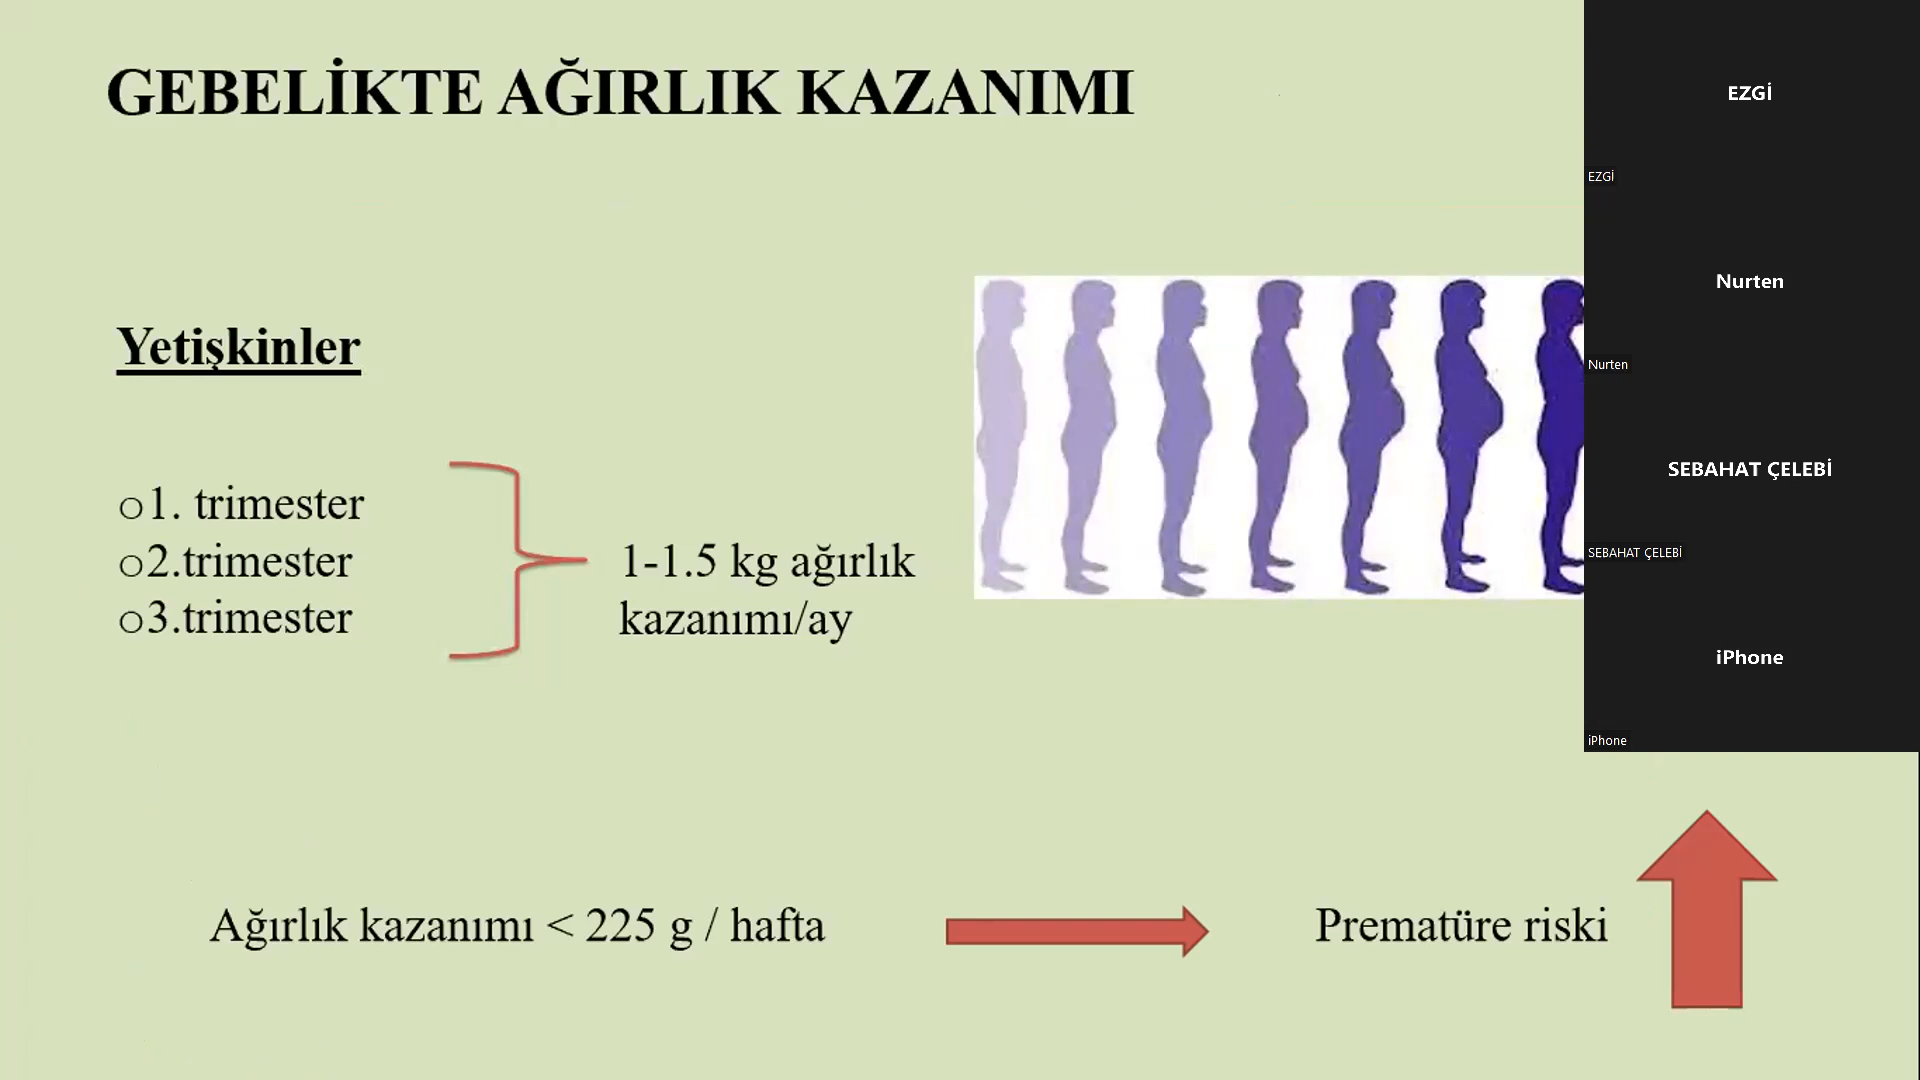 GEBELİKTE AĞIRLIK KAZANIMI
Yetişkinler
o1. trimester
o2.trimester
o3.trimester
1-1.5 kg ağırlık
kazanımı/ay
Ağırlık kazanımı < 225 g / hafta
Prematüre riski
EZGİ
EZGİ
Nurten
Nurten
SEBAHAT ÇELEBİ
SEBAHAT ÇELEBİ
iPhone
iPhone